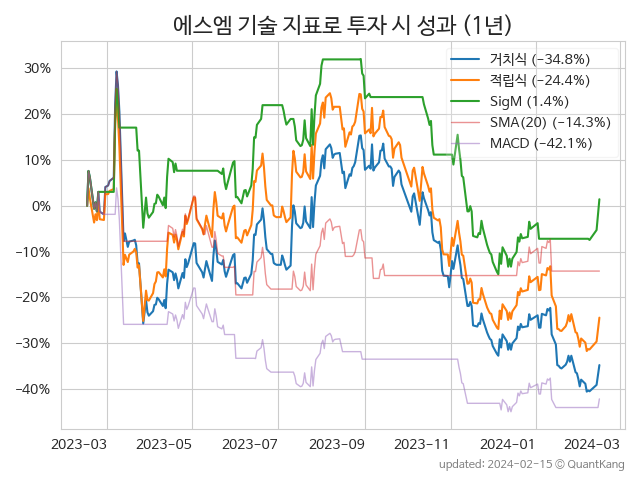 에스엠 기술 지표로 투자 시 성과 (1년)
30%
20%
10%
0%
−10%
−20%
−30%
−40%
거치식 (−34.8%)
적립식 (−24.4%)
SigM (1.4%)
SMA(20) (−14.3%)
MACD (−42.1%)
2023-03
2023-05
2023-07
2023-09
2023-11
2024-01
2024-03
updated: 2024-02-15 © QuantKang